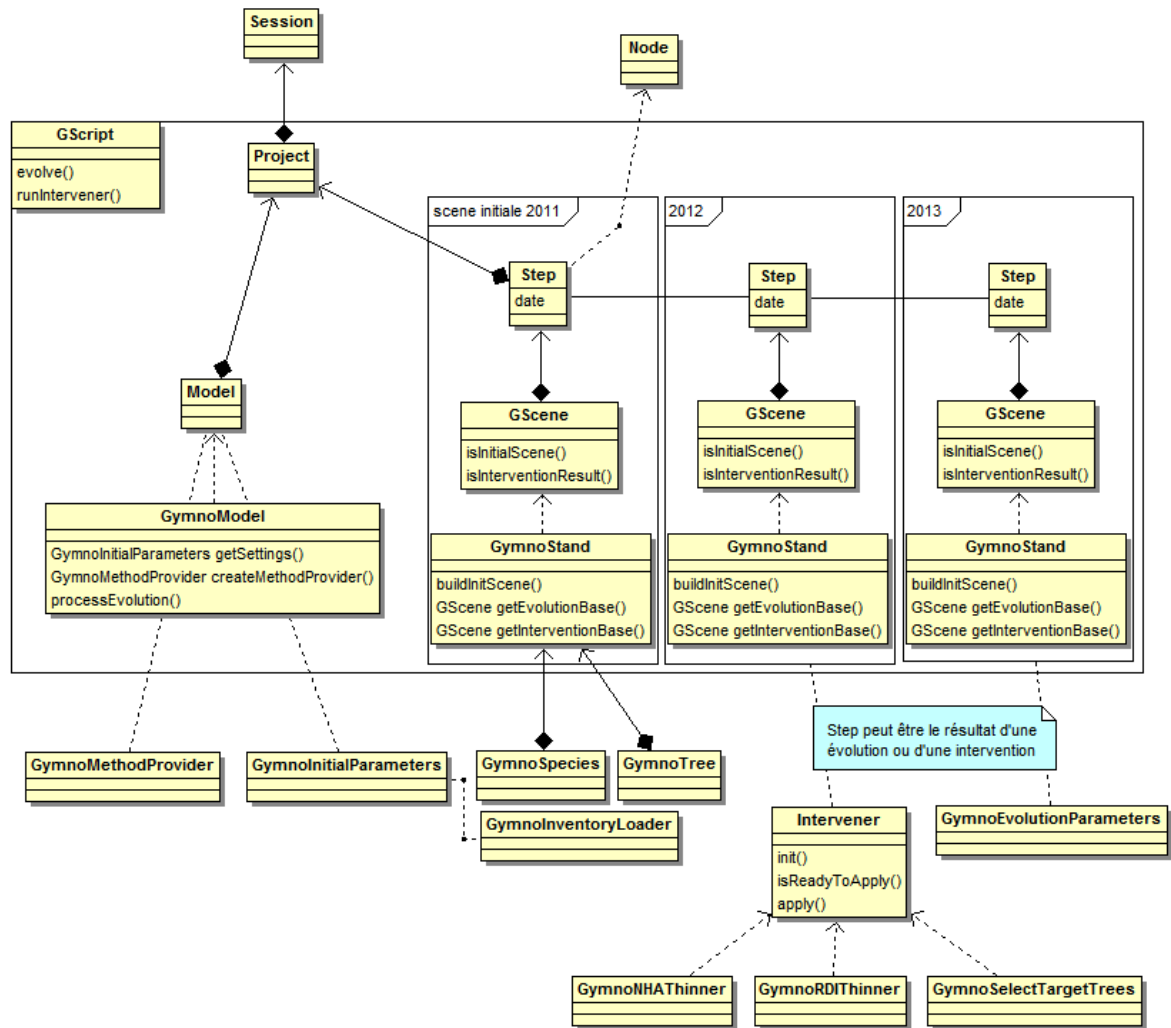 Session
Node
GScript
evolve()
runIntervener()
Project
scene initiale 2011
2012
2013
Step
date
Step
date
Step
date
Model
GScene
isInitialScene()
isInterventionResult()
GScene
isInitialScene()
isInterventionResult()
GScene
isInitialScene()
isInterventionResult()
GymnoModel
GymnoInitialParameters getSettings()
GymnoMethodProvider createMethodProvider()
processEvolution()
GymnoStand
buildInitScene()
GScene getEvolutionBase()
GScene getInterventionBase()
GymnoStand
buildInitScene()
GScene getEvolutionBase()
GScene getInterventionBase()
GymnoStand
buildInitScene()
GScene getEvolutionBase()
GScene getInterventionBase()
Step peut être le résultat d'une
évolution ou d'une intervention
GymnoMethodProvider
GymnoInitialParameters
GymnoSpecies
GymnoTree
GymnoInventoryLoader
Intervener
init()
isReadyToApply()
apply()
GymnoEvolutionParameters
GymnoNHAThinner
GymnoRDIThinner
GymnoSelectTargetTrees